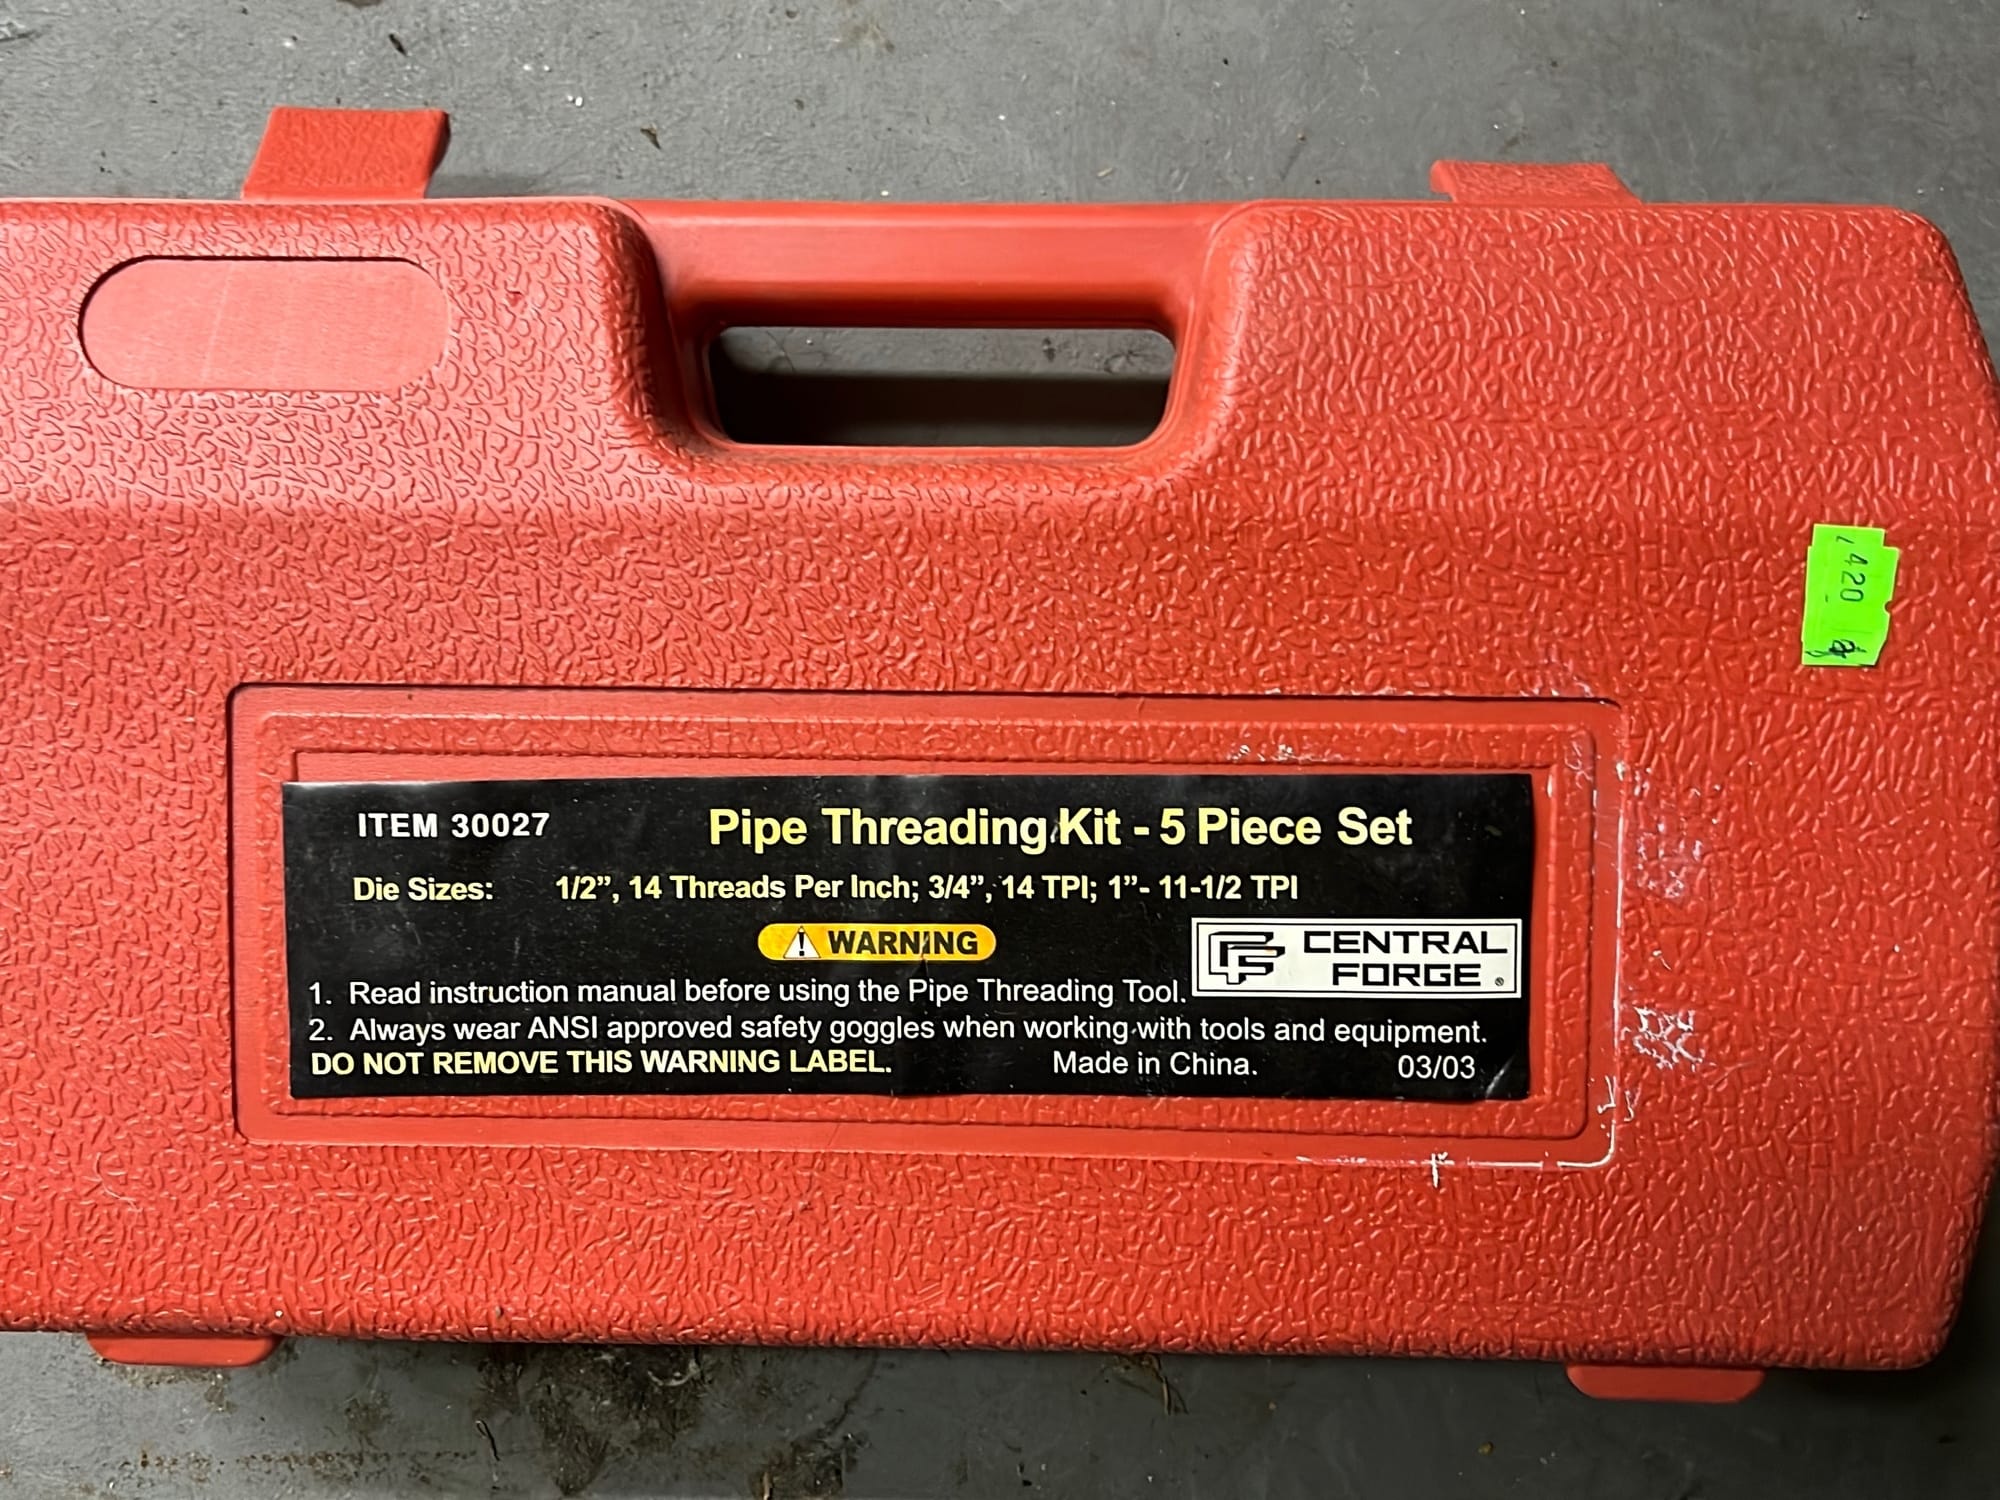 ITEM 30027 Pipe Threading Kit - 5 Piece Set
Die Sizes: 1/2”, 14 Threads Per Inch; 3/4”, 14 TPI; 1”- 11-1/2 TPI
WARNING
CENTRAL
FORGE ®
1. Read instruction manual before using the Pipe Threading Tool.
2. Always wear ANSI approved safety goggles when working with tools and equipment.
DO NOT REMOVE THIS WARNING LABEL. Made in China. 03/03